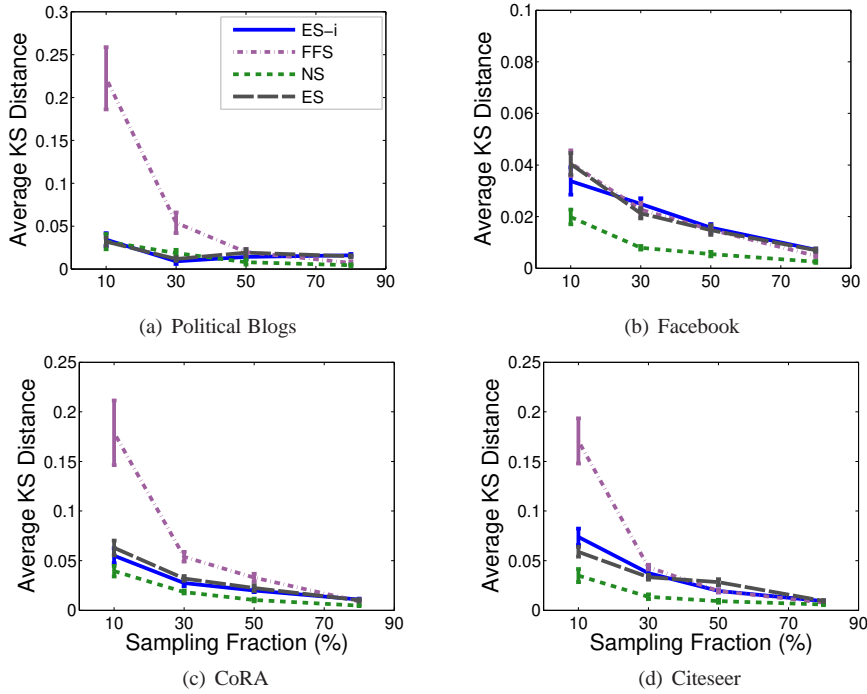 0.3
0.25
0.2
0.15
0.1
0.05
0
Average KS Distance
ES−i
FFS
NS
ES
10 30 50 70 90
(a) Political Blogs
0.1
0.08
0.06
0.04
0.02
0
Average KS Distance
10 30 50 70 90
(b) Facebook
0.25
0.2
0.15
0.1
0.05
0
Average KS Distance
10 30 50 70 90
Sampling Fraction (%)
(c) CoRA
0.25
0.2
0.15
0.1
0.05
0
Average KS Distance
10 30 50 70 90
Sampling Fraction (%)
(d) Citeseer